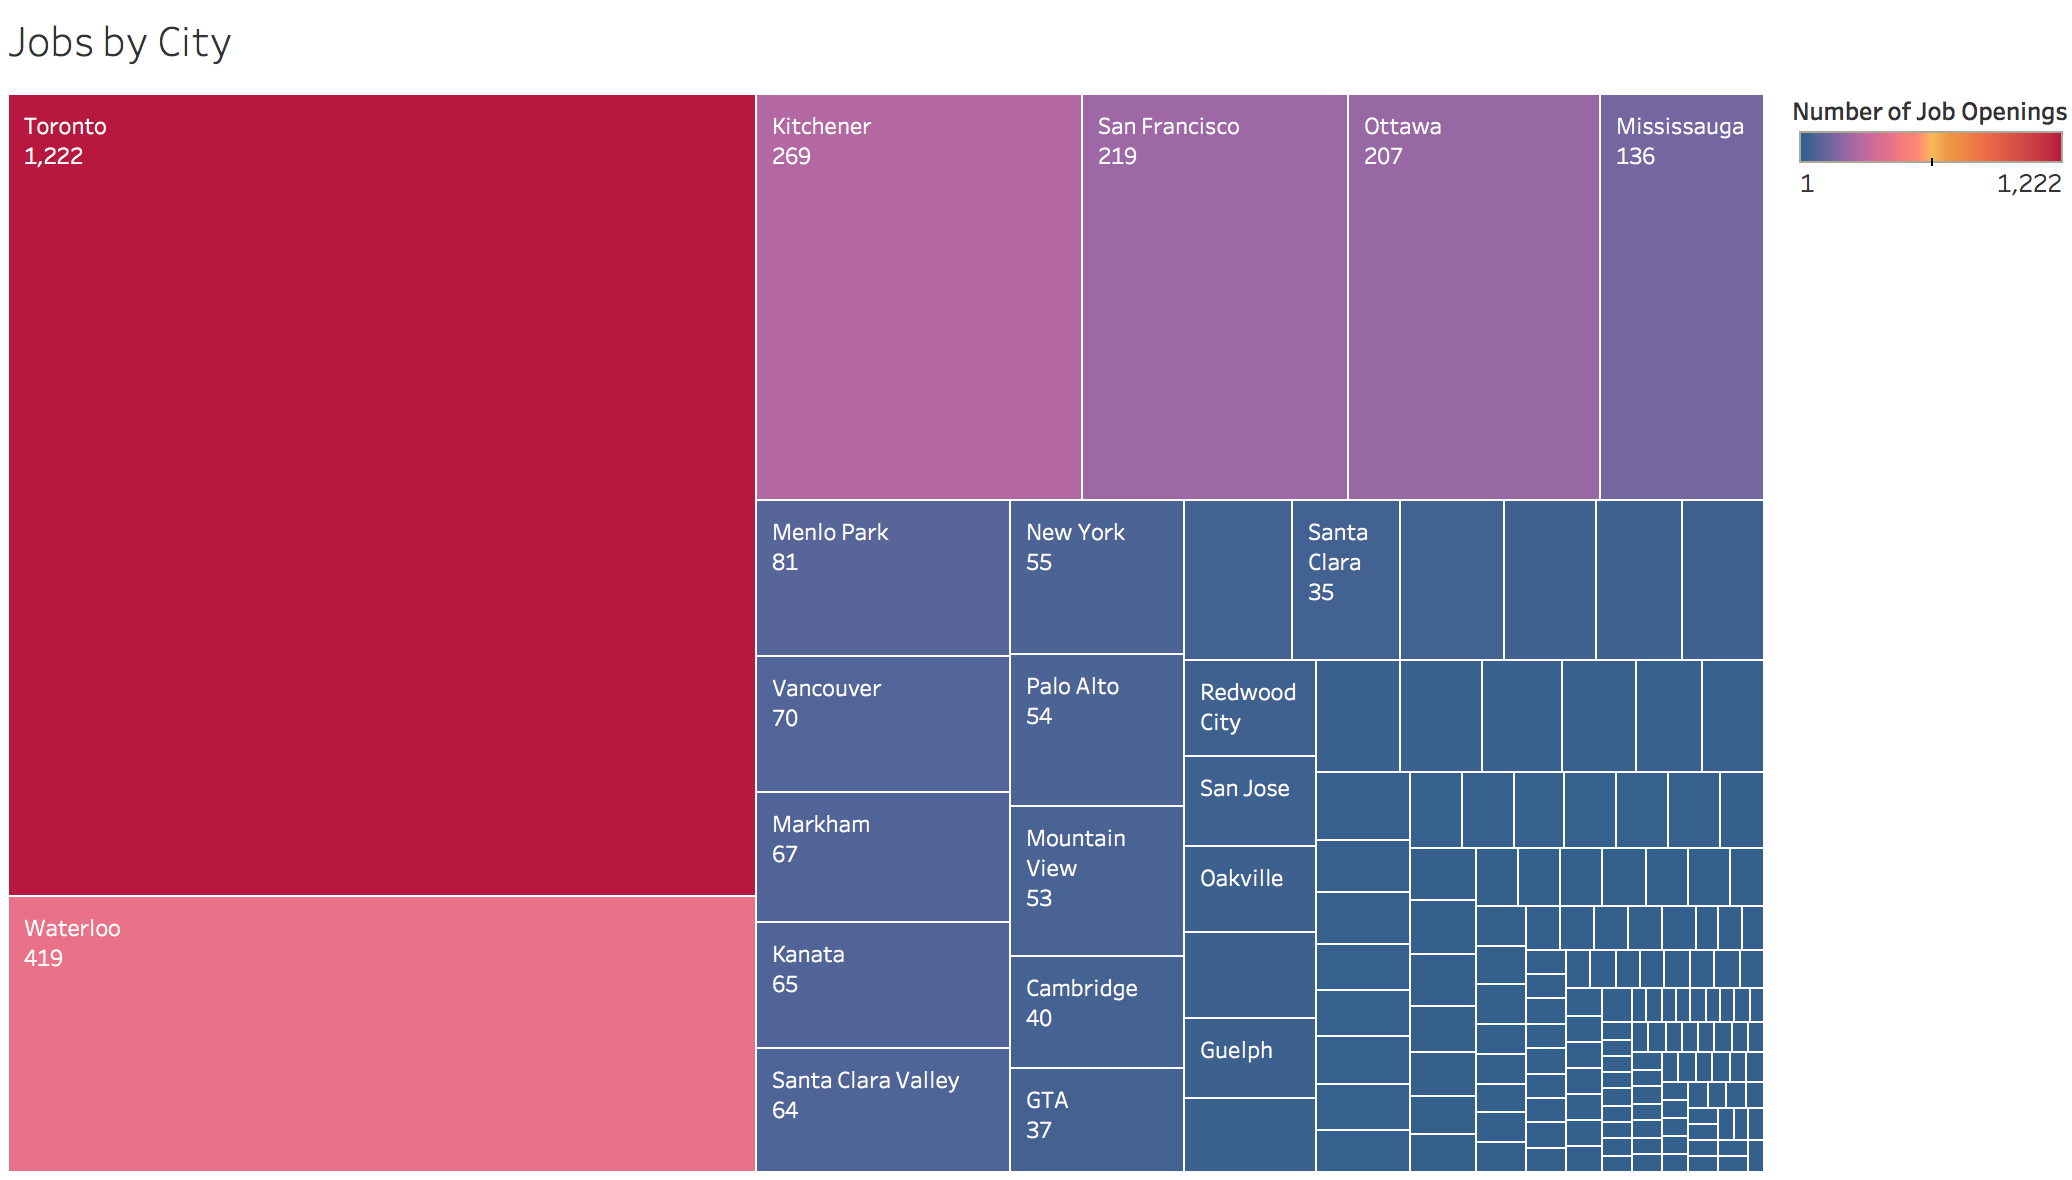 Jobs by City
Toronto
1,222
Waterloo
419
Kitchener
269
San Francisco
219
Ottawa
207
Mississauga
136
Menlo Park
81
Vancouver
70
Markham
67
Kanata
65
Santa Clara Valley
64
New York
55
Palo Alto
54
Mountain
View
53
Cambridge
40
GTA
37
Santa
Clara
35
Redwood
City
San Jose
Oakville
Guelph
Number of Job Openings
1
1,222